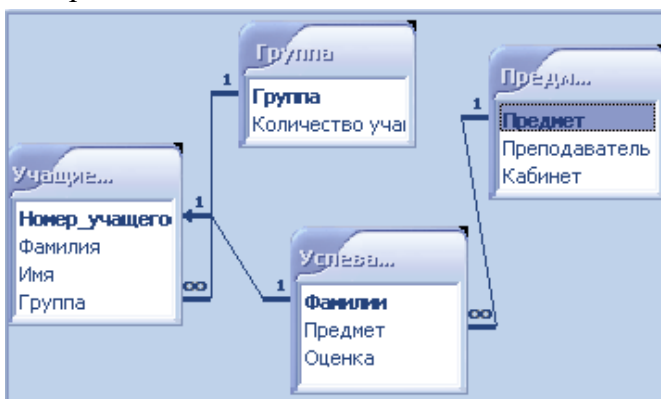 Группа
Группа
Количество учаι
Предм...
Предмет
Преподаватель
Кабинет
Учащие...
Номер_учащего
Фамилия
Имя
Группа
Успева...
Фамилии
Предмет
Оценка
1
1
1
1
∞
∞